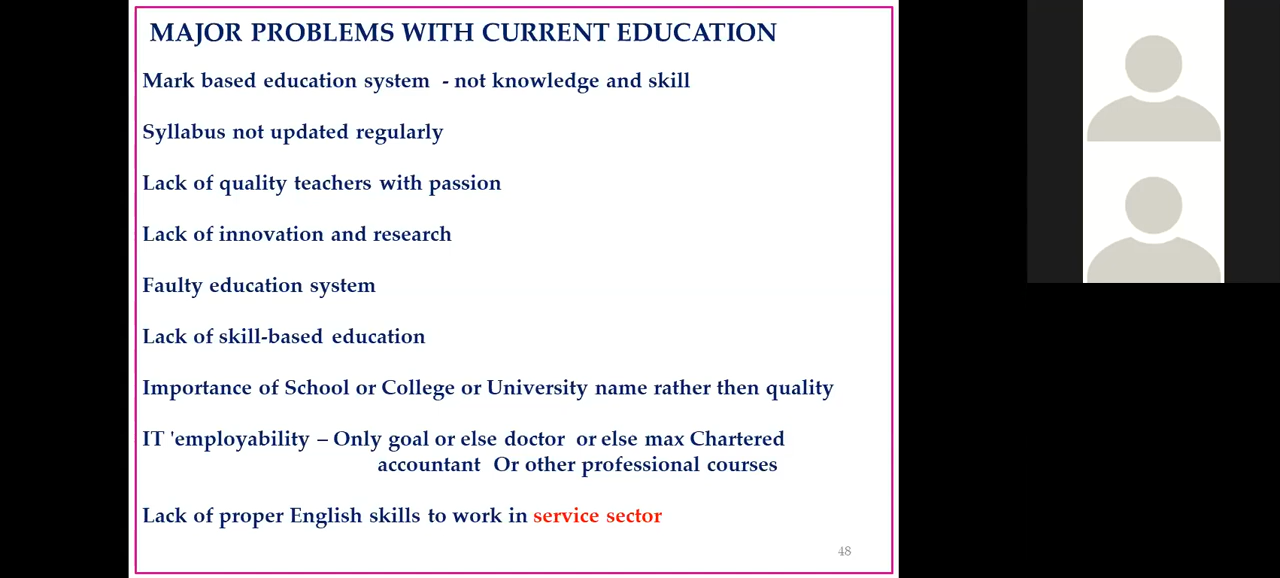 MAJOR PROBLEMS WITH CURRENT EDUCATION
Mark based education system - not knowledge and skill
Syllabus not updated regularly
Lack of quality teachers with passion
Lack of innovation and research
Faulty education system
Lack of skill-based education
Importance of School or College or University name rather then quality
IT 'employability – Only goal or else doctor or else max Chartered
accountant Or other professional courses
Lack of proper English skills to work in service sector
48